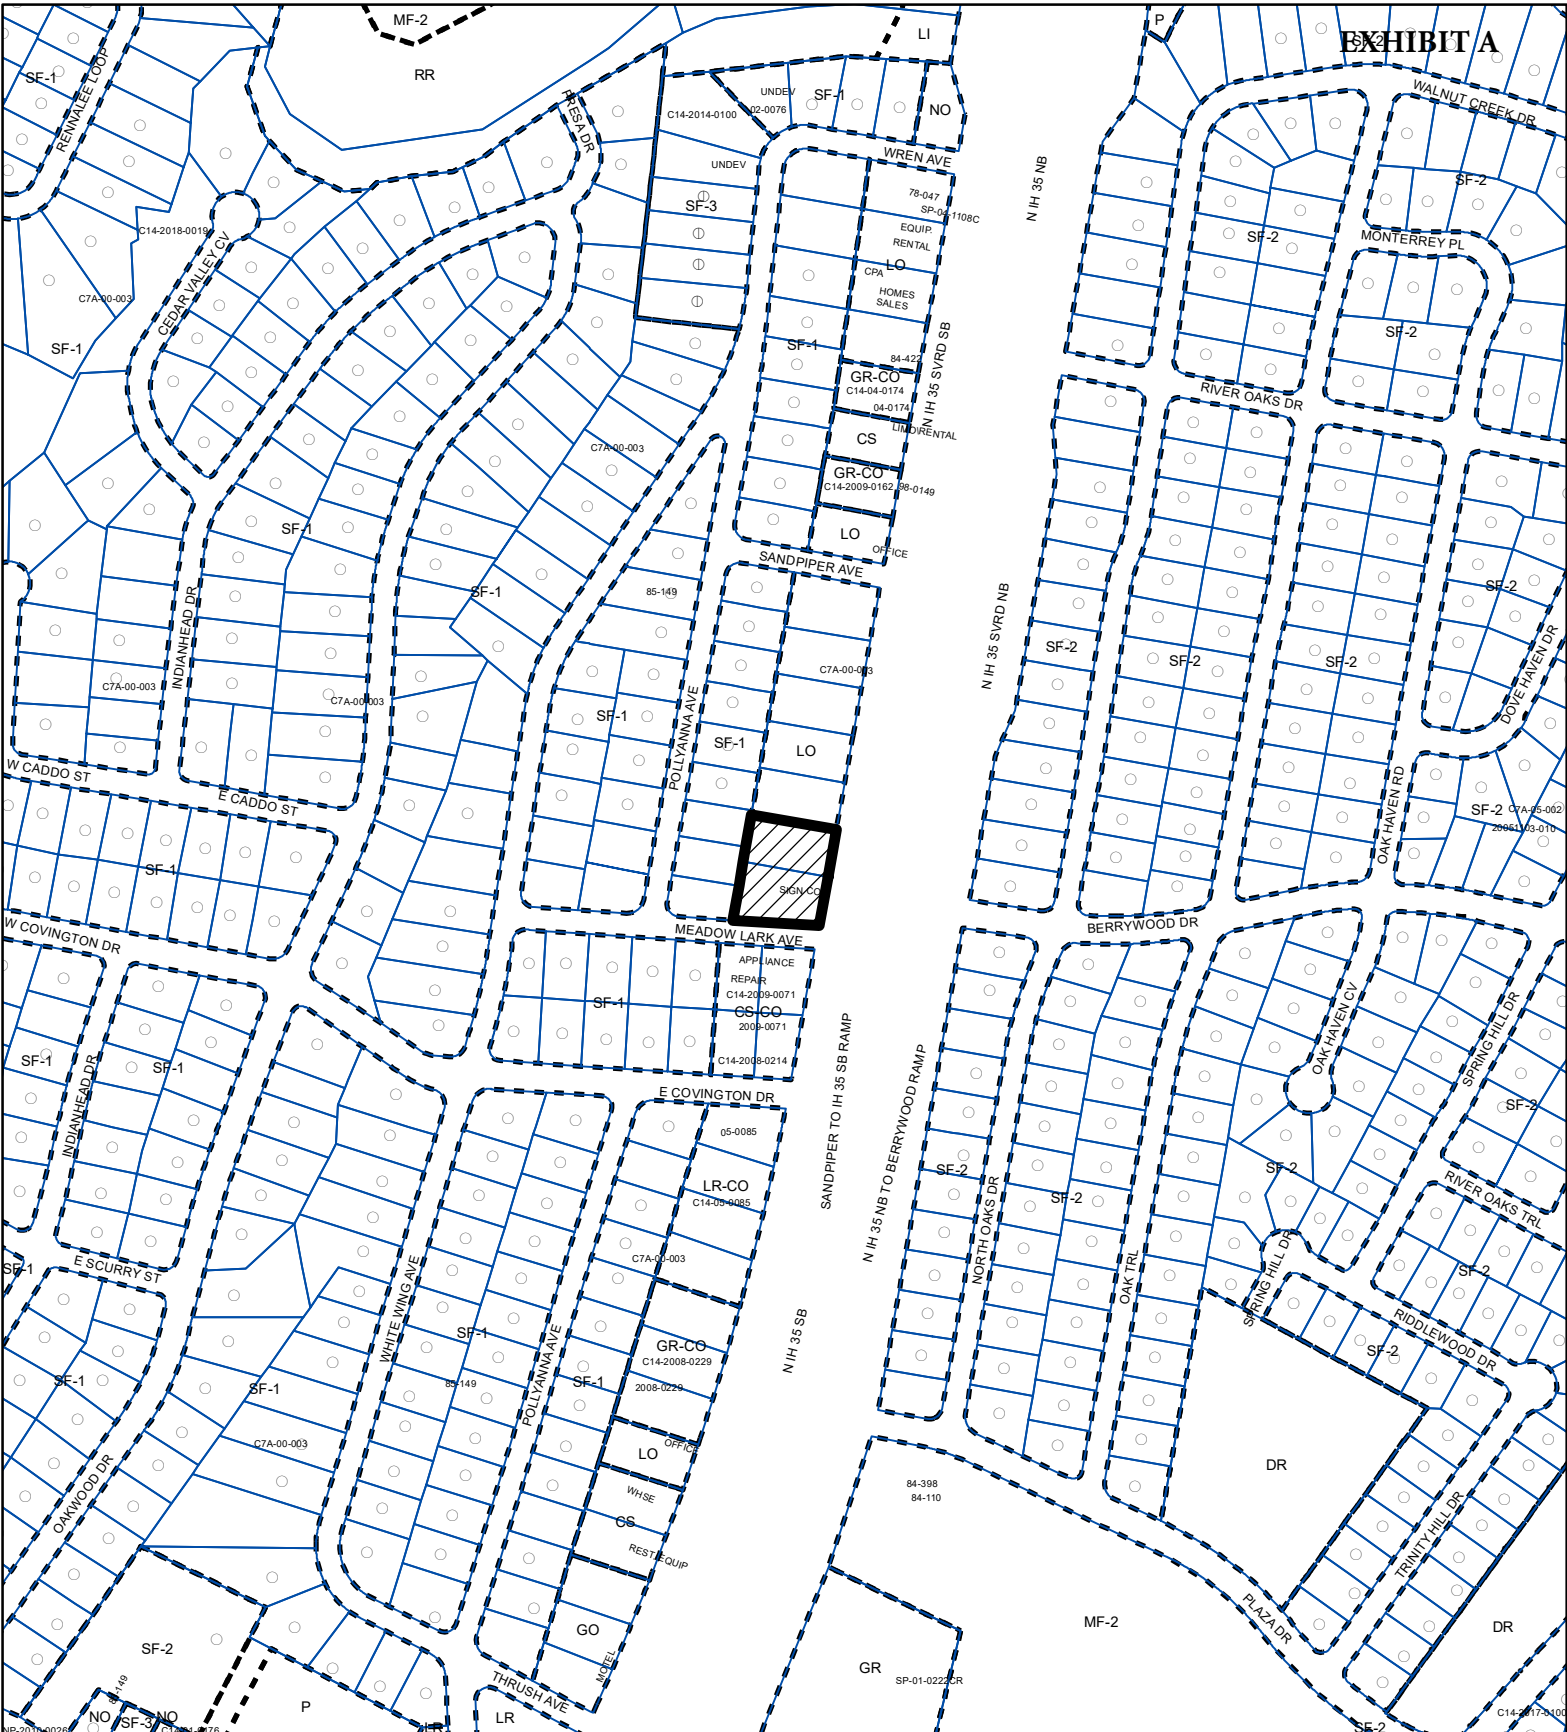 MF-2
RR
LI
P
EXHIBIT A
SF-1
RENNALEE LOOP
PRESA DR
UNDEV
02-0076
SF-1
C14-2014-0100
NO
WALNUT CREEK DR
UNDEV
WREN AVE
N IH 35 NB
SF-3
78-047
SP-04-1108C
EQUIP.
RENTAL
LO
CPA
HOMES
SALES
SF-2
SF-2
MONTERREY PL
C14-2018-0019
CEDAR VALLEY CV
C7A-00-003
SF-1
SF-1
84-422
N IH 35 SVRD SB
SF-2
GR-CO
C14-04-0174
04-0174
RIVER OAKS DR
LIMO RENTAL
CS
C7A-00-003
GR-CO
C14-2009-0162
98-0149
SF-1
LO
OFFICE
SANDPIPER AVE
SF-1
85-149
SF-2
INDIANHEAD DR
N IH 35 SVRD NB
SF-2
SF-2
SF-2
DOVE HAVEN DR
C7A-00-003
C7A-00-003
C7A-00-003
SF-1
POLLYANNA AVE
SF-1
LO
W CADDO ST
E CADDO ST
OAK HAVEN RD
SF-2
C7A-05-002
20051103-010
SF-1
SIGN CO
W COVINGTON DR
MEADOW LARK AVE
BERRYWOOD DR
APPLIANCE
REPAIR
C14-2009-0071
CS-CO
2009-0071
SF-1
C14-2008-0214
SF-1
INDIANHEAD DR
SF-1
SANDPIPER TO IH 35 SB RAMP
N IH 35 NB TO BERRYWOOD RAMP
OAK HAVEN CV
SPRING HILL DR
SF-2
E COVINGTON DR
05-0085
LR-CO
C14-05-0085
SF-2
NORTH OAKS DR
SF-2
OAK TRL
SF-2
RIVER OAKS TRL
SF-1
E SCURRY ST
C7A-00-003
SPRING HILL DR
SF-2
WHITE WING AVE
SF-1
POLLYANNA AVE
N IH 35 SB
GR-CO
C14-2008-0229
2008-0229
RIDDLEWOOD DR
SF-2
SF-1
SF-1
85-149
SF-1
C7A-00-003
OAKWOOD DR
LO
OFFICE
WHSE
CS
REST. EQUIP
84-398
84-110
DR
TRINITY HILL DR
GO
MOTEL
MF-2
PLAZA DR
DR
SF-2
85-149
THRUSH AVE
GR
SP-01-0222CR
P
LR
LR
NO
SF-3
NO
SF-2